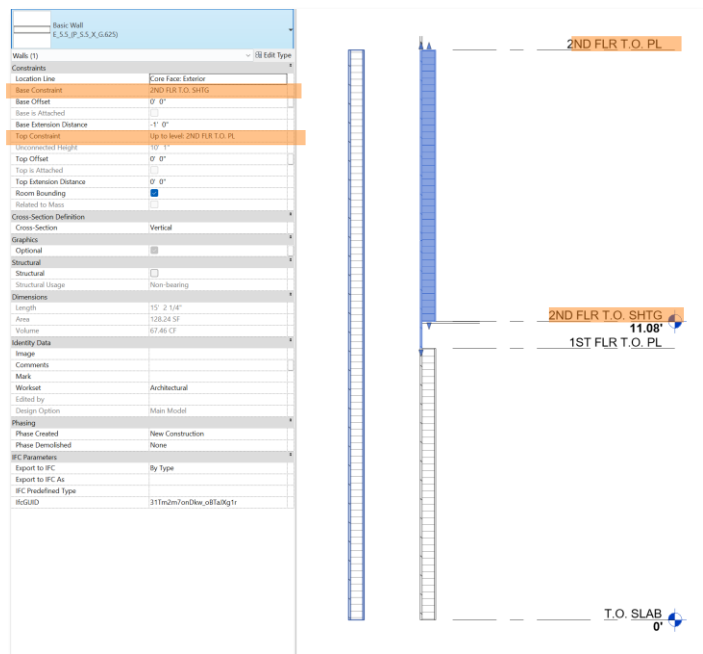 Basic Wall
E_5.5_(P_S.5_X_G.625)
Walls (1)
Edit Type
Constraints
Location Line Core Face: Exterior
Base Constraint 2ND FLR T.O. SHTG
Base Offset 0' 0"
Base is Attached
Base Extension Distance -1' 0"
Top Constraint Up to level: 2ND FLR T.O. PL
Unconnected Height 10' 1"
Top Offset 0' 0"
Top is Attached
Top Extension Distance 0' 0"
Room Bounding
Related to Mass
Cross-Section Definition
Cross-Section Vertical
Graphics
Optional
Structural
Structural
Structural Usage Non-bearing
Dimensions
Length 15' 2 1/4"
Area 128.24 SF
Volume 67.46 CF
Identity Data
Image
Comments
Mark
Workset Architectural
Edited by
Design Option Main Model
Phasing
Phase Created New Construction
Phase Demolished None
IFC Parameters
Export to IFC By Type
Export to IFC As
IFC Predefined Type
IfcGUID
2ND FLR T.O. PL
2ND FLR T.O. SHTG
11.08'
1ST FLR T.O. PL
T.O. SLAB
0'